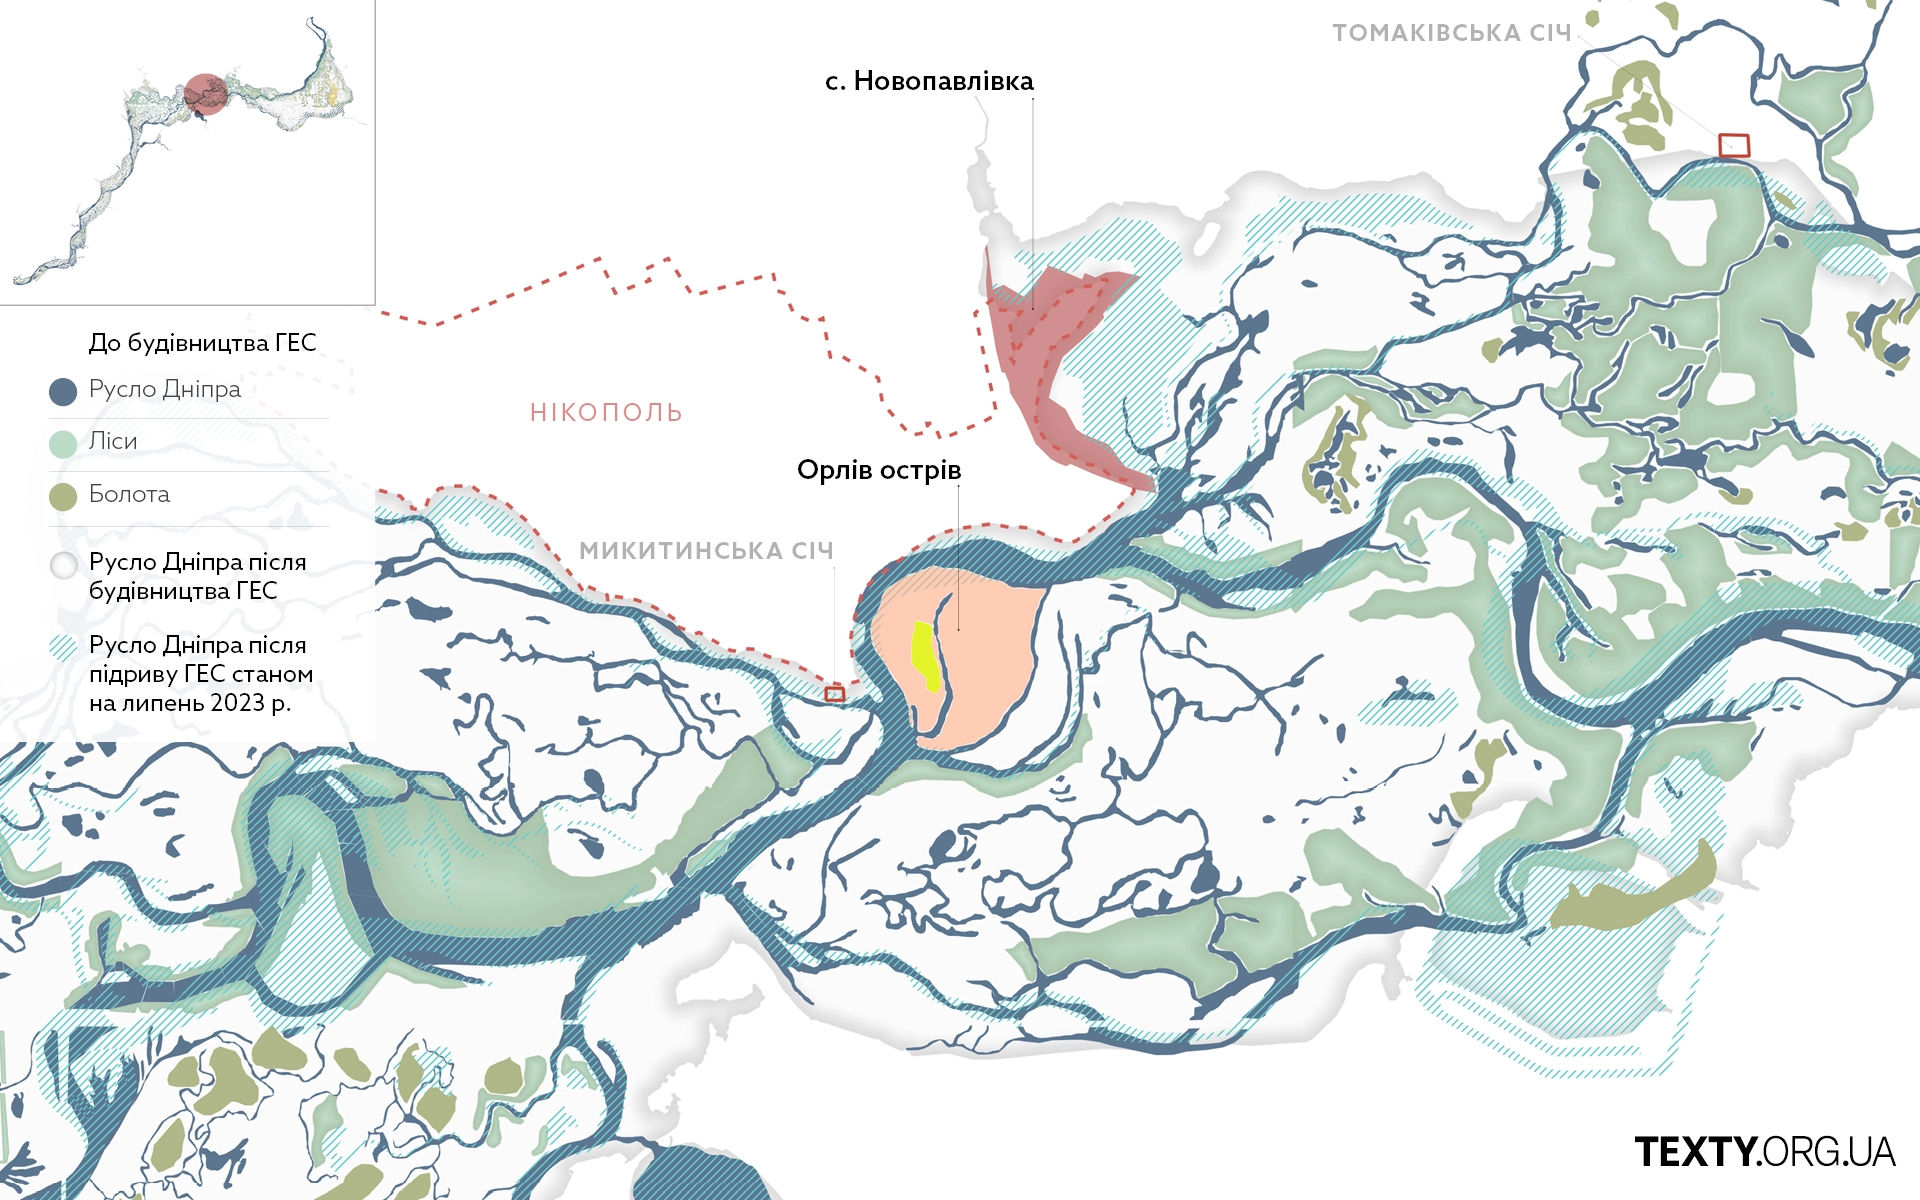 ТОМАКІВСЬКА СІЧ
с. Новопавлівка
До будівництва ГЕС
Русло Дніпра
Ліси
Болота
Русло Дніпра після
будівництва ГЕС
Русло Дніпра після
підриву ГЕС станом
на липень 2023 р.
НІКОПОЛЬ
Орлів острів
МИКИТИНСЬКА СІЧ
TEXTY.ORG.UA